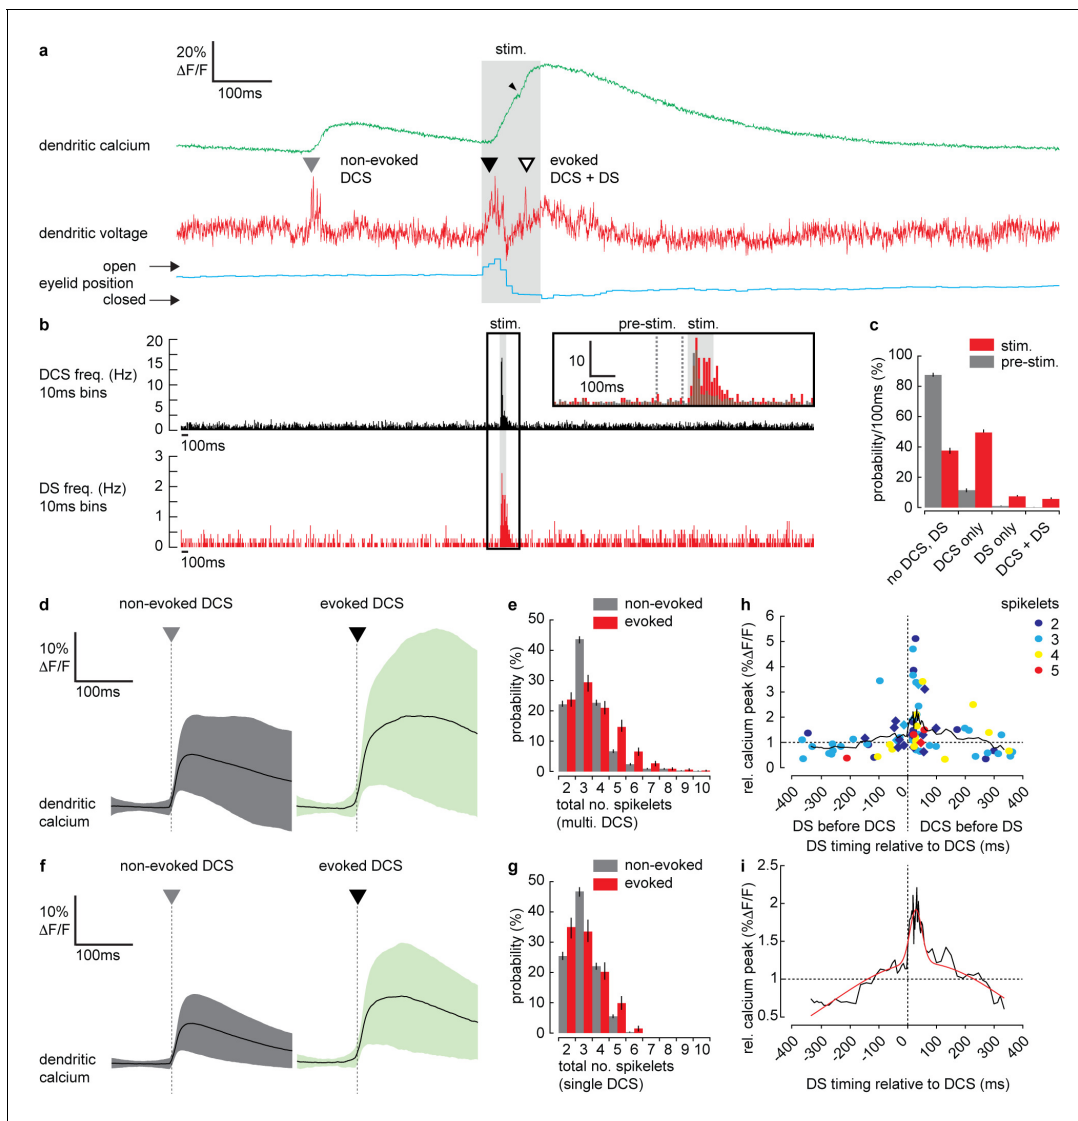 a
20%
ΔF/F
100ms
stim.
dendritic calcium
non-evoked
DCS
evoked
DCS + DS
dendritic voltage
open
eyelid position
closed
b
stim.
pre-stim.
stim.
10
100ms
20
15
10
5
0
DCS freq. (Hz)
10ms bins
100ms
3
2
1
0
DS freq. (Hz)
10ms bins
100ms
c
stim.
pre-stim.
100
80
60
40
20
0
probability/100ms (%)
no DCS, DS
DCS only
DS only
DCS + DS
d
non-evoked DCS
evoked DCS
10%
ΔF/F
100ms
dendritic
calcium
e
non-evoked
evoked
50
40
30
20
10
0
probability (%)
2 3 4 5 6 7 8 9 10
total no. spikelets
(multi. DCS)
h
spikelets
2
3
4
5
6
5
4
3
2
1
0
rel. calcium peak (%ΔF/F)
-400 -300 -200 -100 0 100 200 300 400
DS before DCS
DCS before DS
DS timing relative to DCS (ms)
f
non-evoked DCS
evoked DCS
10%
ΔF/F
100ms
dendritic
calcium
g
non-evoked
evoked
50
40
30
20
10
0
probability (%)
2 3 4 5 6 7 8 9 10
total no. spikelets
(single DCS)
i
2.5
2
1.5
1
0.5
rel. calcium peak (%ΔF/F)
-400 -300 -200 -100 0 100 200 300 400
DS timing relative to DCS (ms)